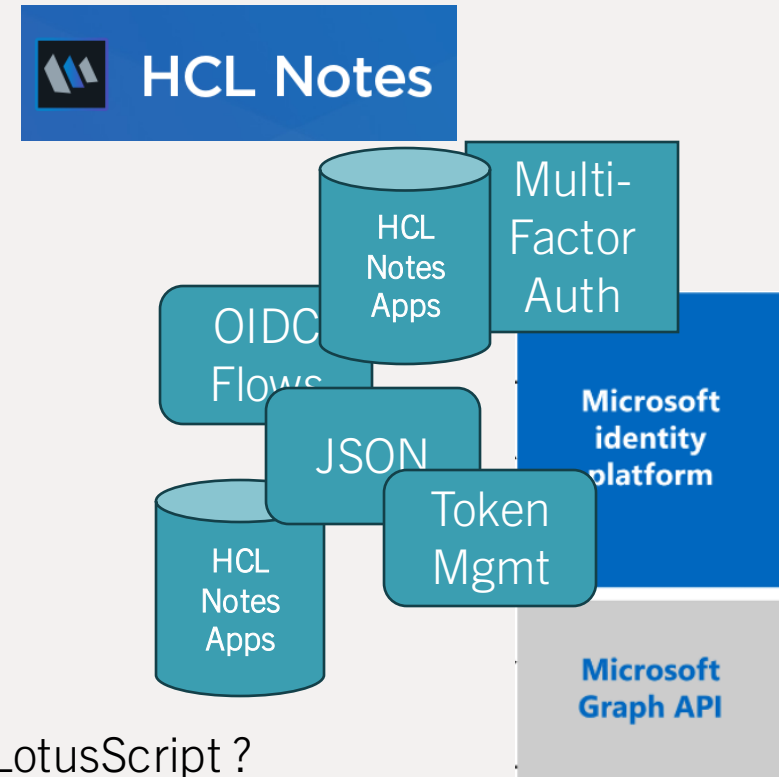 HCL Notes
Multi-
Factor
Auth
HCL
Notes
Apps
OIDC
Flows
JSON
Token
Mgmt
Microsoft
identity
platform
HCL
Notes
Apps
Microsoft
Graph API
LotusScript ?